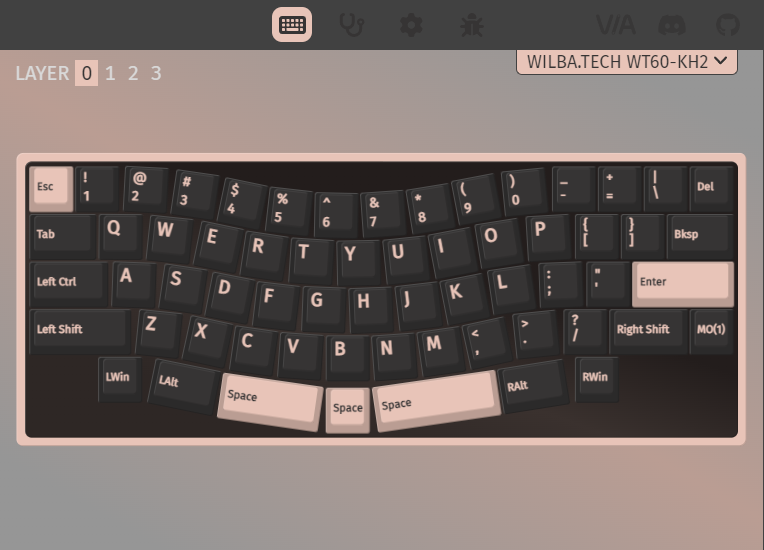 VIA
LAYER 0 1 2 3
WILBA.TECH WT60-KH2
Esc ! 1 @ 2 # 3 $ 4 % 5 ^ 6 & 7 * 8 ( 9 ) 0 _ - + = | \ Del
Tab Q W E R T Y U I O P { [ } ] Bksp
Left Ctrl A S D F G H J K L : ; " ' Enter
Left Shift Z X C V B N M < , > . ? / Right Shift MO(1)
LWin LAlt Space Space Space RAlt RWin